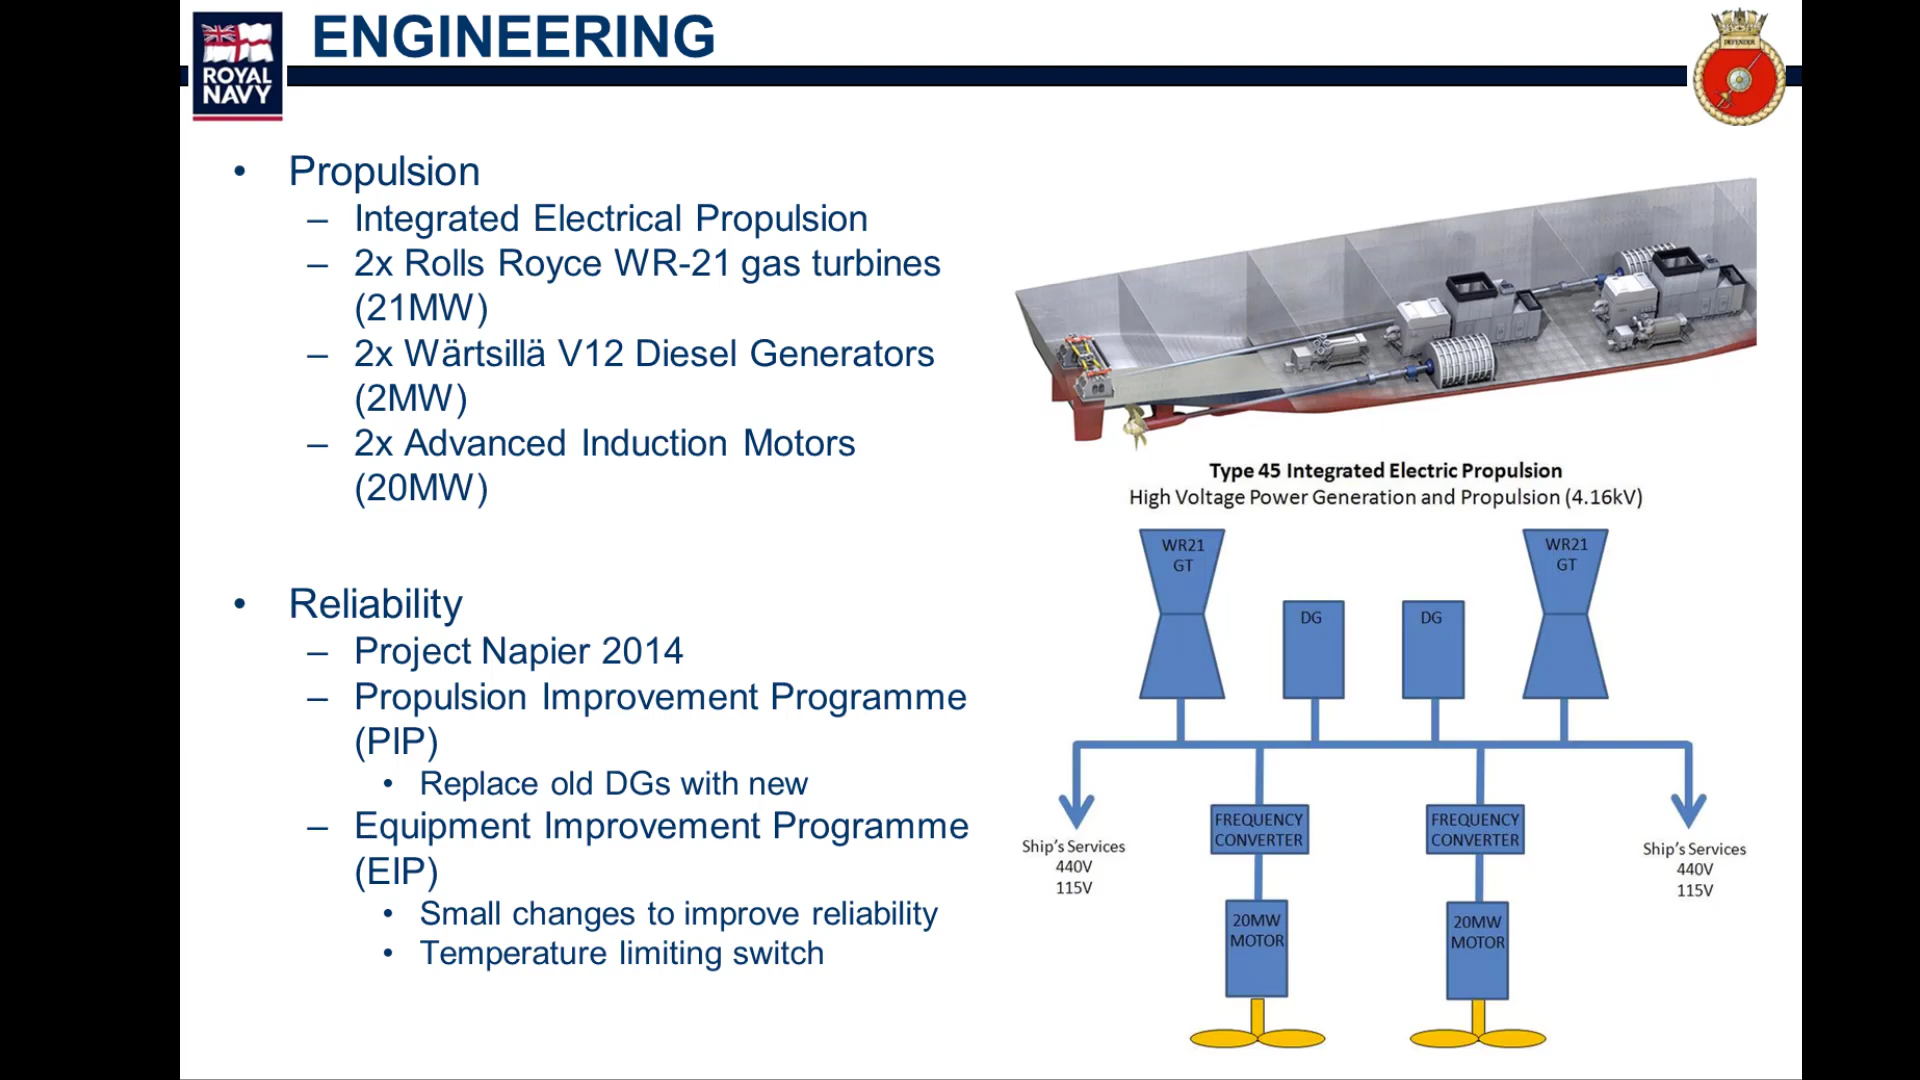 ENGINEERING
ROYAL
NAVY
DEFENDER
• Propulsion
– Integrated Electrical Propulsion
– 2x Rolls Royce WR-21 gas turbines
(21MW)
– 2x Wärtsillä V12 Diesel Generators
(2MW)
– 2x Advanced Induction Motors
(20MW)
• Reliability
– Project Napier 2014
– Propulsion Improvement Programme
(PIP)
• Replace old DGs with new
– Equipment Improvement Programme
(EIP)
• Small changes to improve reliability
• Temperature limiting switch
Type 45 Integrated Electric Propulsion
High Voltage Power Generation and Propulsion (4.16kV)
WR21
GT
DG
DG
WR21
GT
FREQUENCY
CONVERTER
FREQUENCY
CONVERTER
Ship's Services
440V
115V
Ship's Services
440V
115V
20MW
MOTOR
20MW
MOTOR